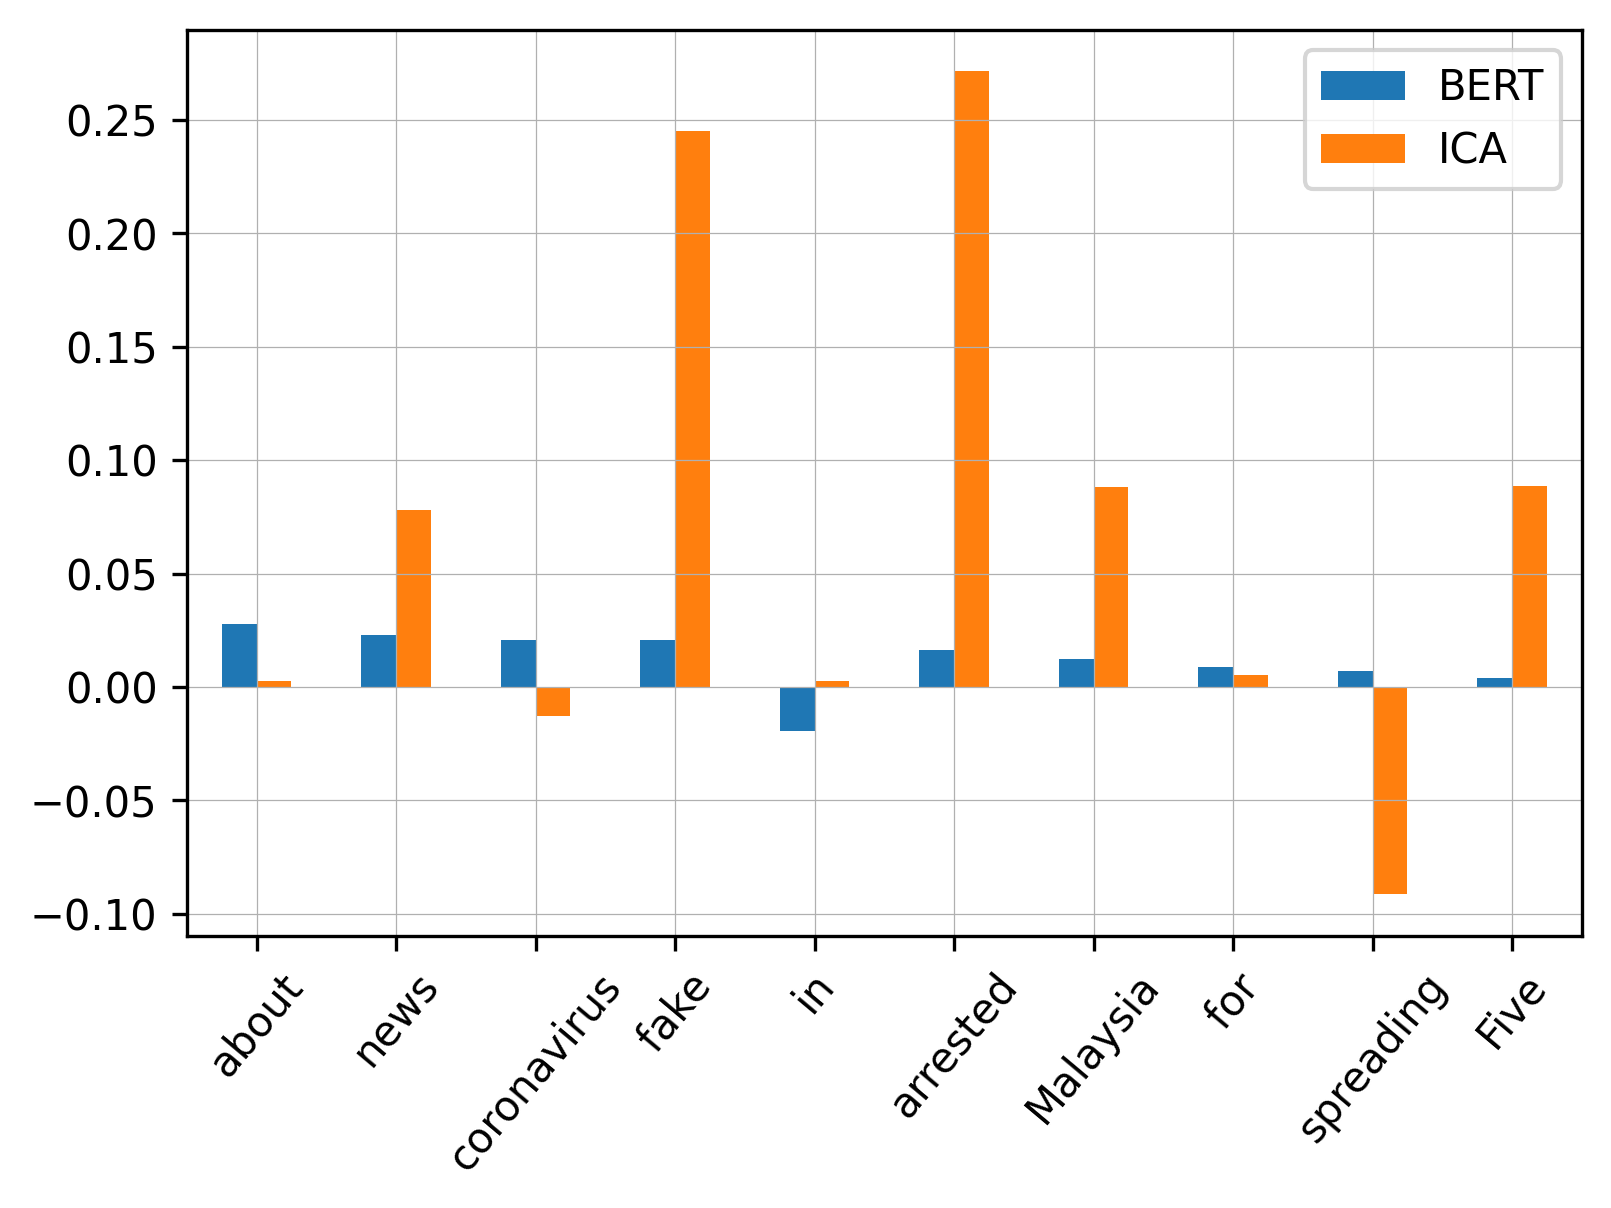 BERT
ICA
0.25
0.20
0.15
0.10
0.05
0.00
−0.05
−0.10
about
news
coronavirus
fake
in
arrested
Malaysia
for
spreading
Five